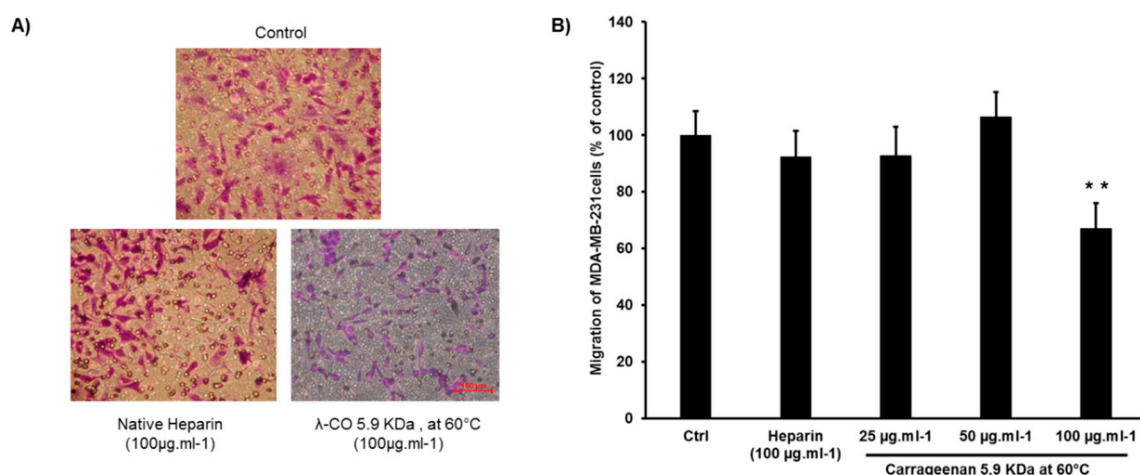 A)
Control
Native Heparin
(100µg.ml-1)
λ-CO 5.9 KDa , at 60°C
(100µg.ml-1)
100 µm
B)
Migration of MDA-MB-231cells (% of control)
140
120
100
80
60
40
20
0
* *
Ctrl
Heparin
(100 µg.ml-1)
25 µg.ml-1
50 µg.ml-1
100 µg.ml-1
Carrageenan 5.9 KDa at 60°C